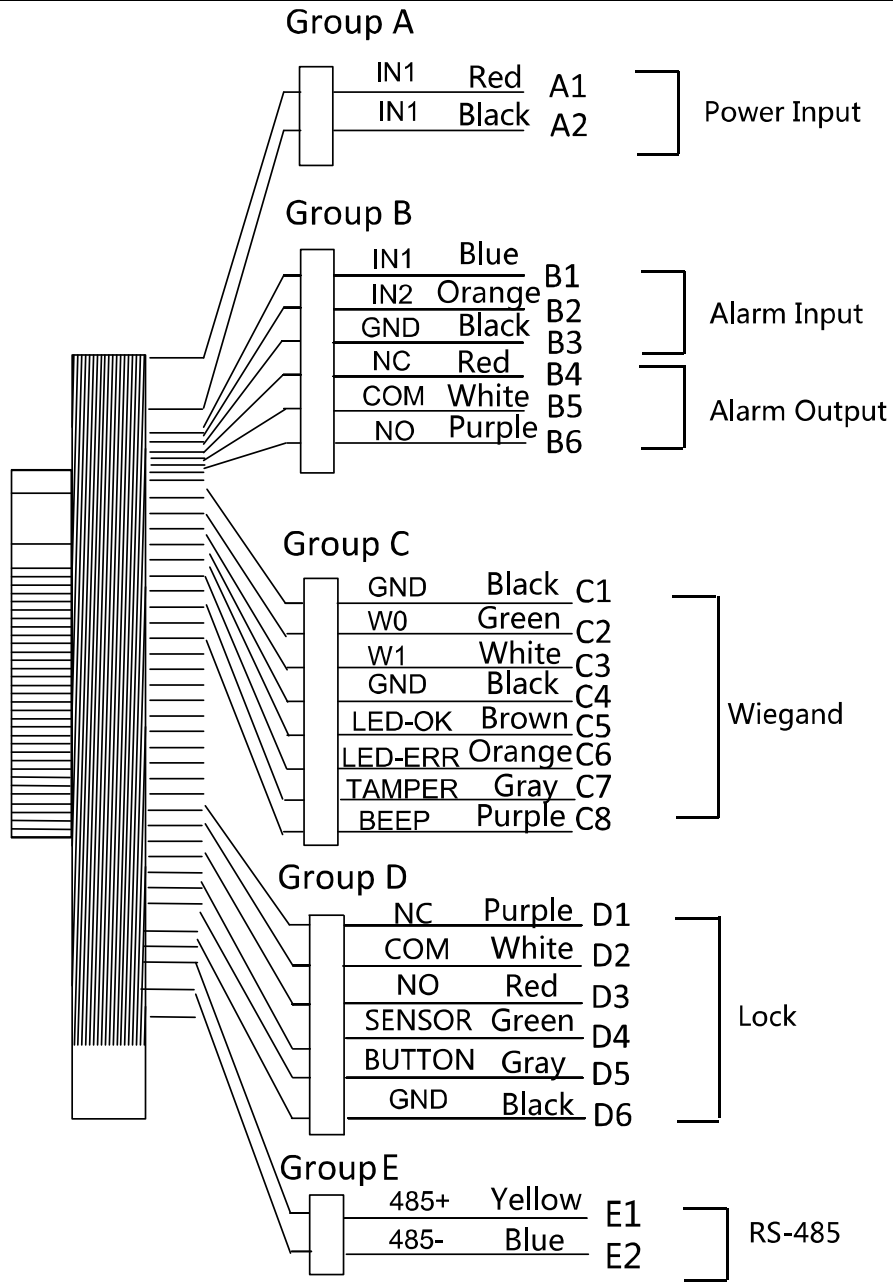 Group A
IN1 Red A1
IN1 Black A2
Power Input
Group B
IN1 Blue B1
IN2 Orange B2
GND Black B3
Alarm Input
NC Red B4
COM White B5
NO Purple B6
Alarm Output
Group C
GND Black C1
W0 Green C2
W1 White C3
GND Black C4
LED-OK Brown C5
LED-ERR Orange C6
TAMPER Gray C7
BEEP Purple C8
Wiegand
Group D
NC Purple D1
COM White D2
NO Red D3
SENSOR Green D4
BUTTON Gray D5
GND Black D6
Lock
Group E
485+ Yellow E1
485- Blue E2
RS-485